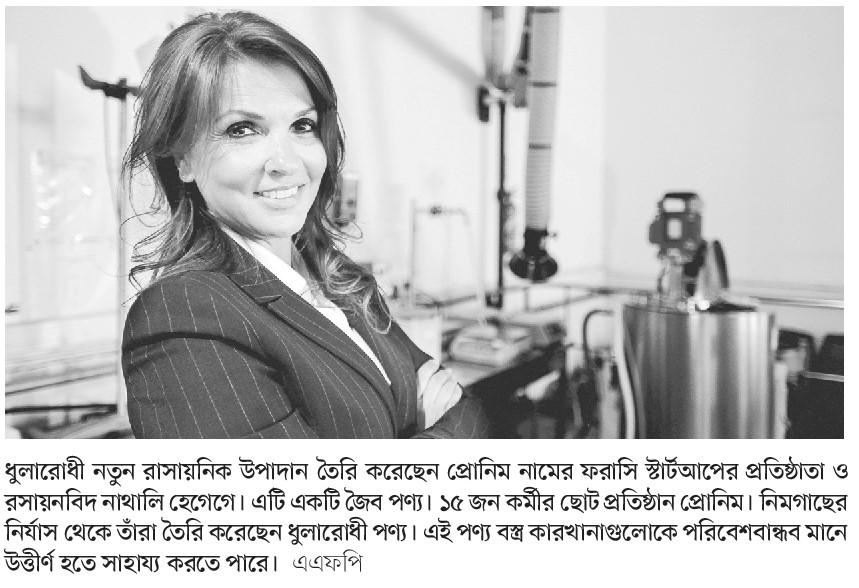 ধুলারোধী নতুন রাসায়নিক উপাদান তৈরি করেছেন প্রোনিম নামের ফরাসি স্টার্টআপের প্রতিষ্ঠাতা ও
রসায়নবিদ নাথালি হেগেগে। এটি একটি জৈব পণ্য। ১৫ জন কর্মীর ছোট প্রতিষ্ঠান প্রোনিম। নিমগাছের
নির্যাস থেকে তাঁরা তৈরি করেছেন ধুলারোধী পণ্য। এই পণ্য বস্ত্র কারখানাগুলোকে পরিবেশবান্ধব মানে
উত্তীর্ণ হতে সাহায্য করতে পারে। এএফপি